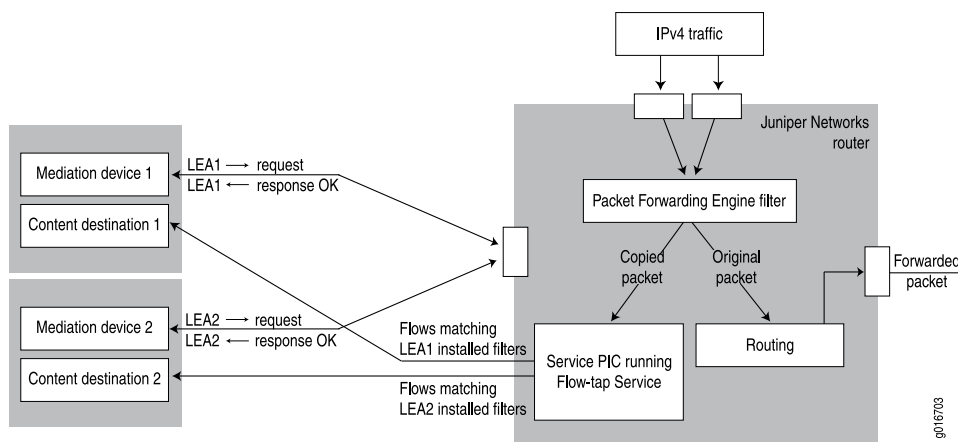 IPv4 traffic
Juniper Networks
router
Mediation device 1
LEA1 → request
LEA1 ← response OK
Content destination 1
Packet Forwarding Engine filter
Copied
packet
Original
packet
Forwarded
packet
Mediation device 2
LEA2 → request
LEA2 ← response OK
Content destination 2
Flows matching
LEA1 installed filters
Flows matching
LEA2 installed filters
Service PIC running
Flow-tap Service
Routing
g016703